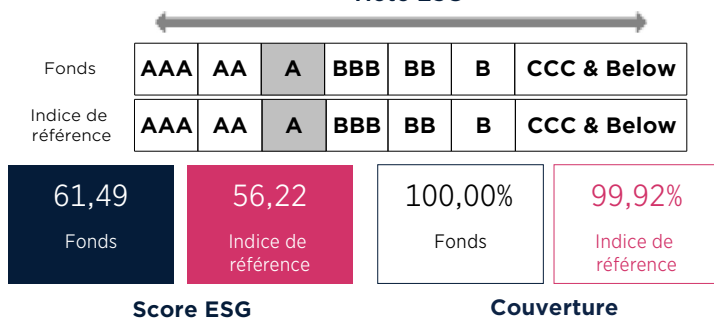 Fonds AAA AA A BBB BB B CCC & Below
Indice de
référence
AAA AA A BBB BB B CCC & Below
61,49 56,22 100,00% 99,92%
Fonds Indice de
référence
Fonds Indice de
référence
Score ESG Couverture